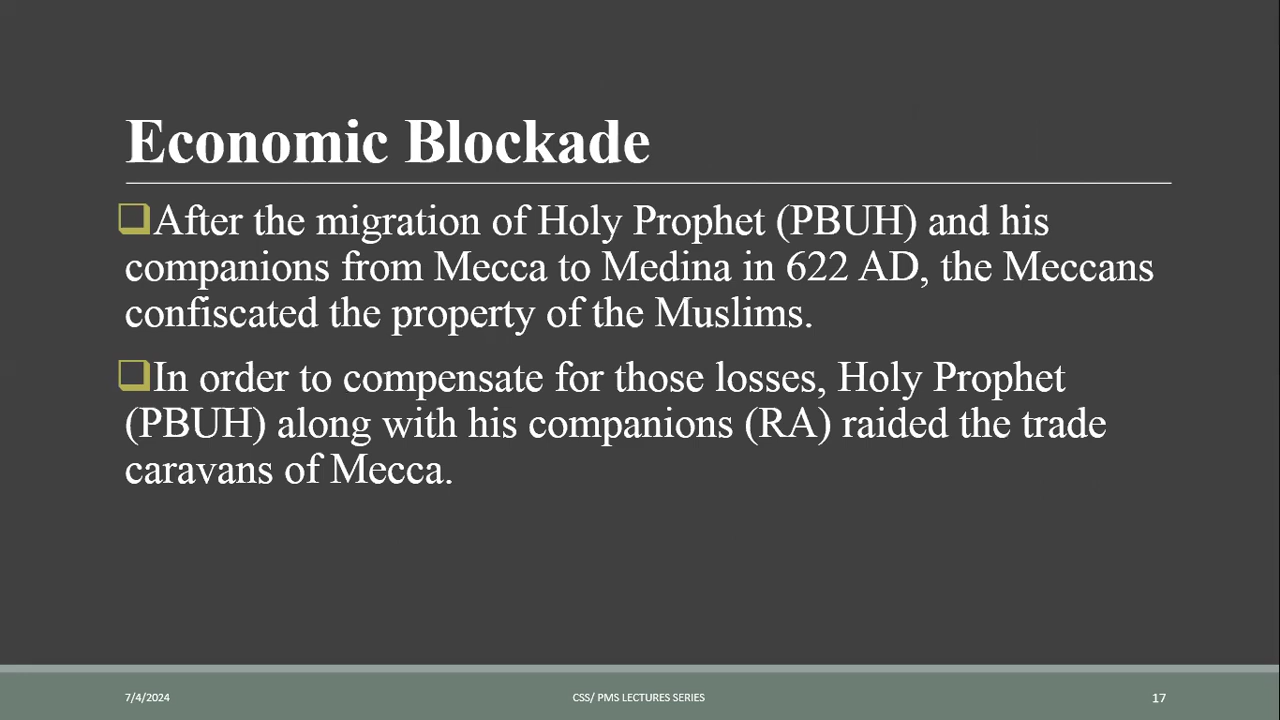 Economic Blockade
❑After the migration of Holy Prophet (PBUH) and his
companions from Mecca to Medina in 622 AD, the Meccans
confiscated the property of the Muslims.
❑In order to compensate for those losses, Holy Prophet
(PBUH) along with his companions (RA) raided the trade
caravans of Mecca.
7/4/2024
CSS/ PMS LECTURES SERIES
17